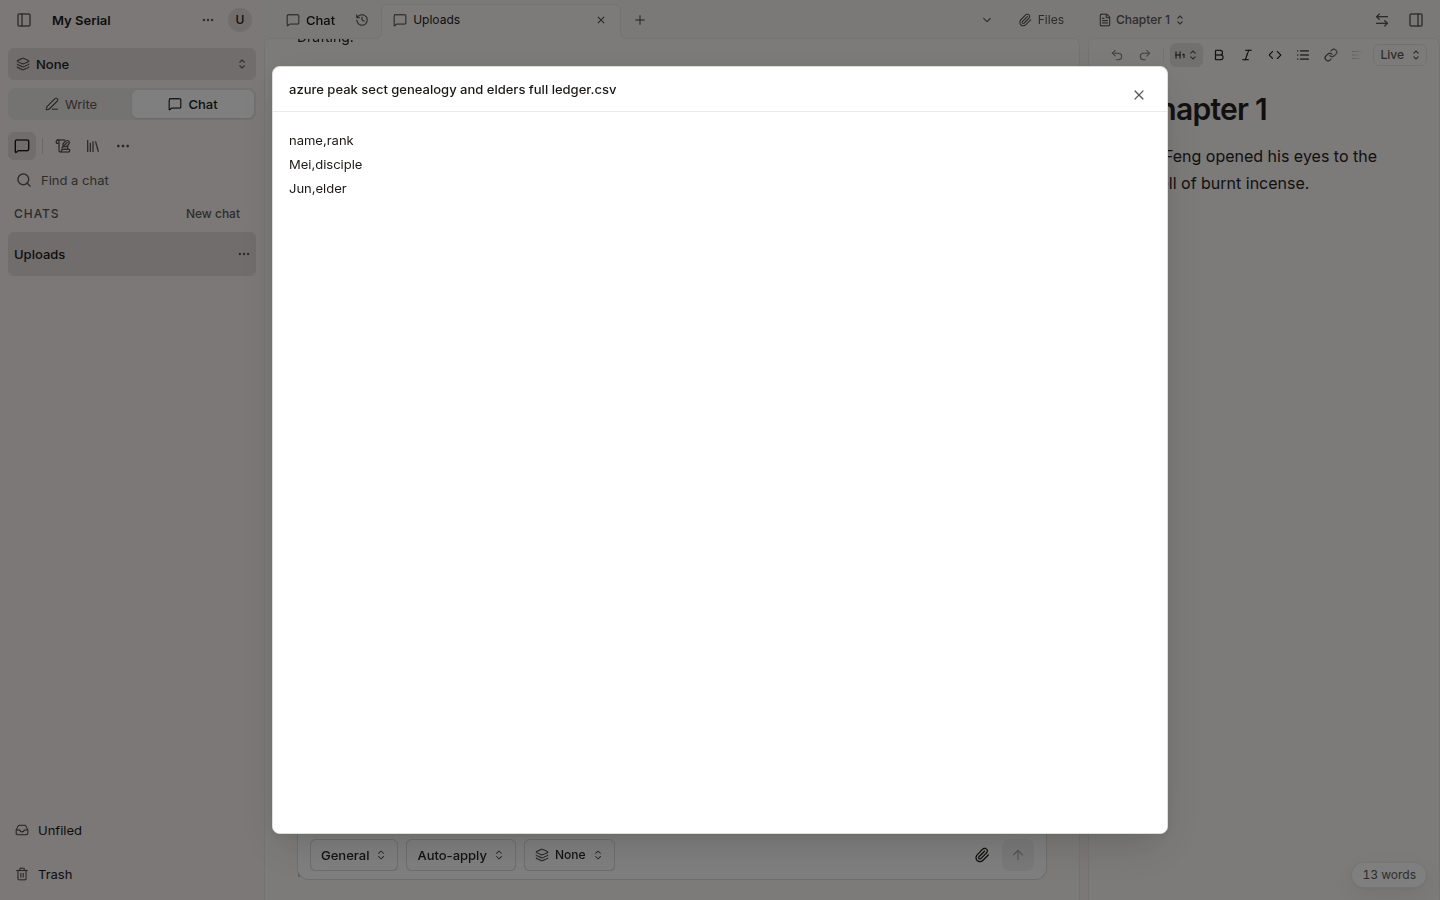 My Serial
U
Chat
Uploads
Files
Chapter 1
Drafting.
None
Live
Write
Chat
azure peak sect genealogy and elders full ledger.csv
hapter 1
name,rank
Mei,disciple
Jun,elder
Feng opened his eyes to the
ll of burnt incense.
Find a chat
CHATS
New chat
Uploads
Unfiled
Trash
General
Auto-apply
None
13 words